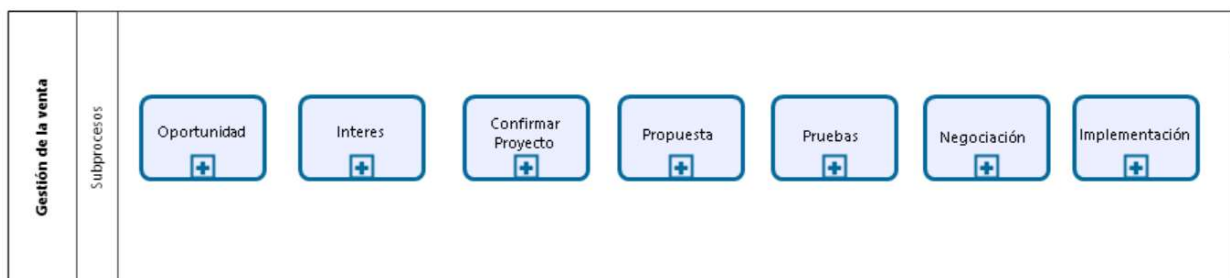 Gestión de la venta
Subprocesos
Oportunidad
Interes
Confirmar
Proyecto
Propuesta
Pruebas
Negociación
Implementación